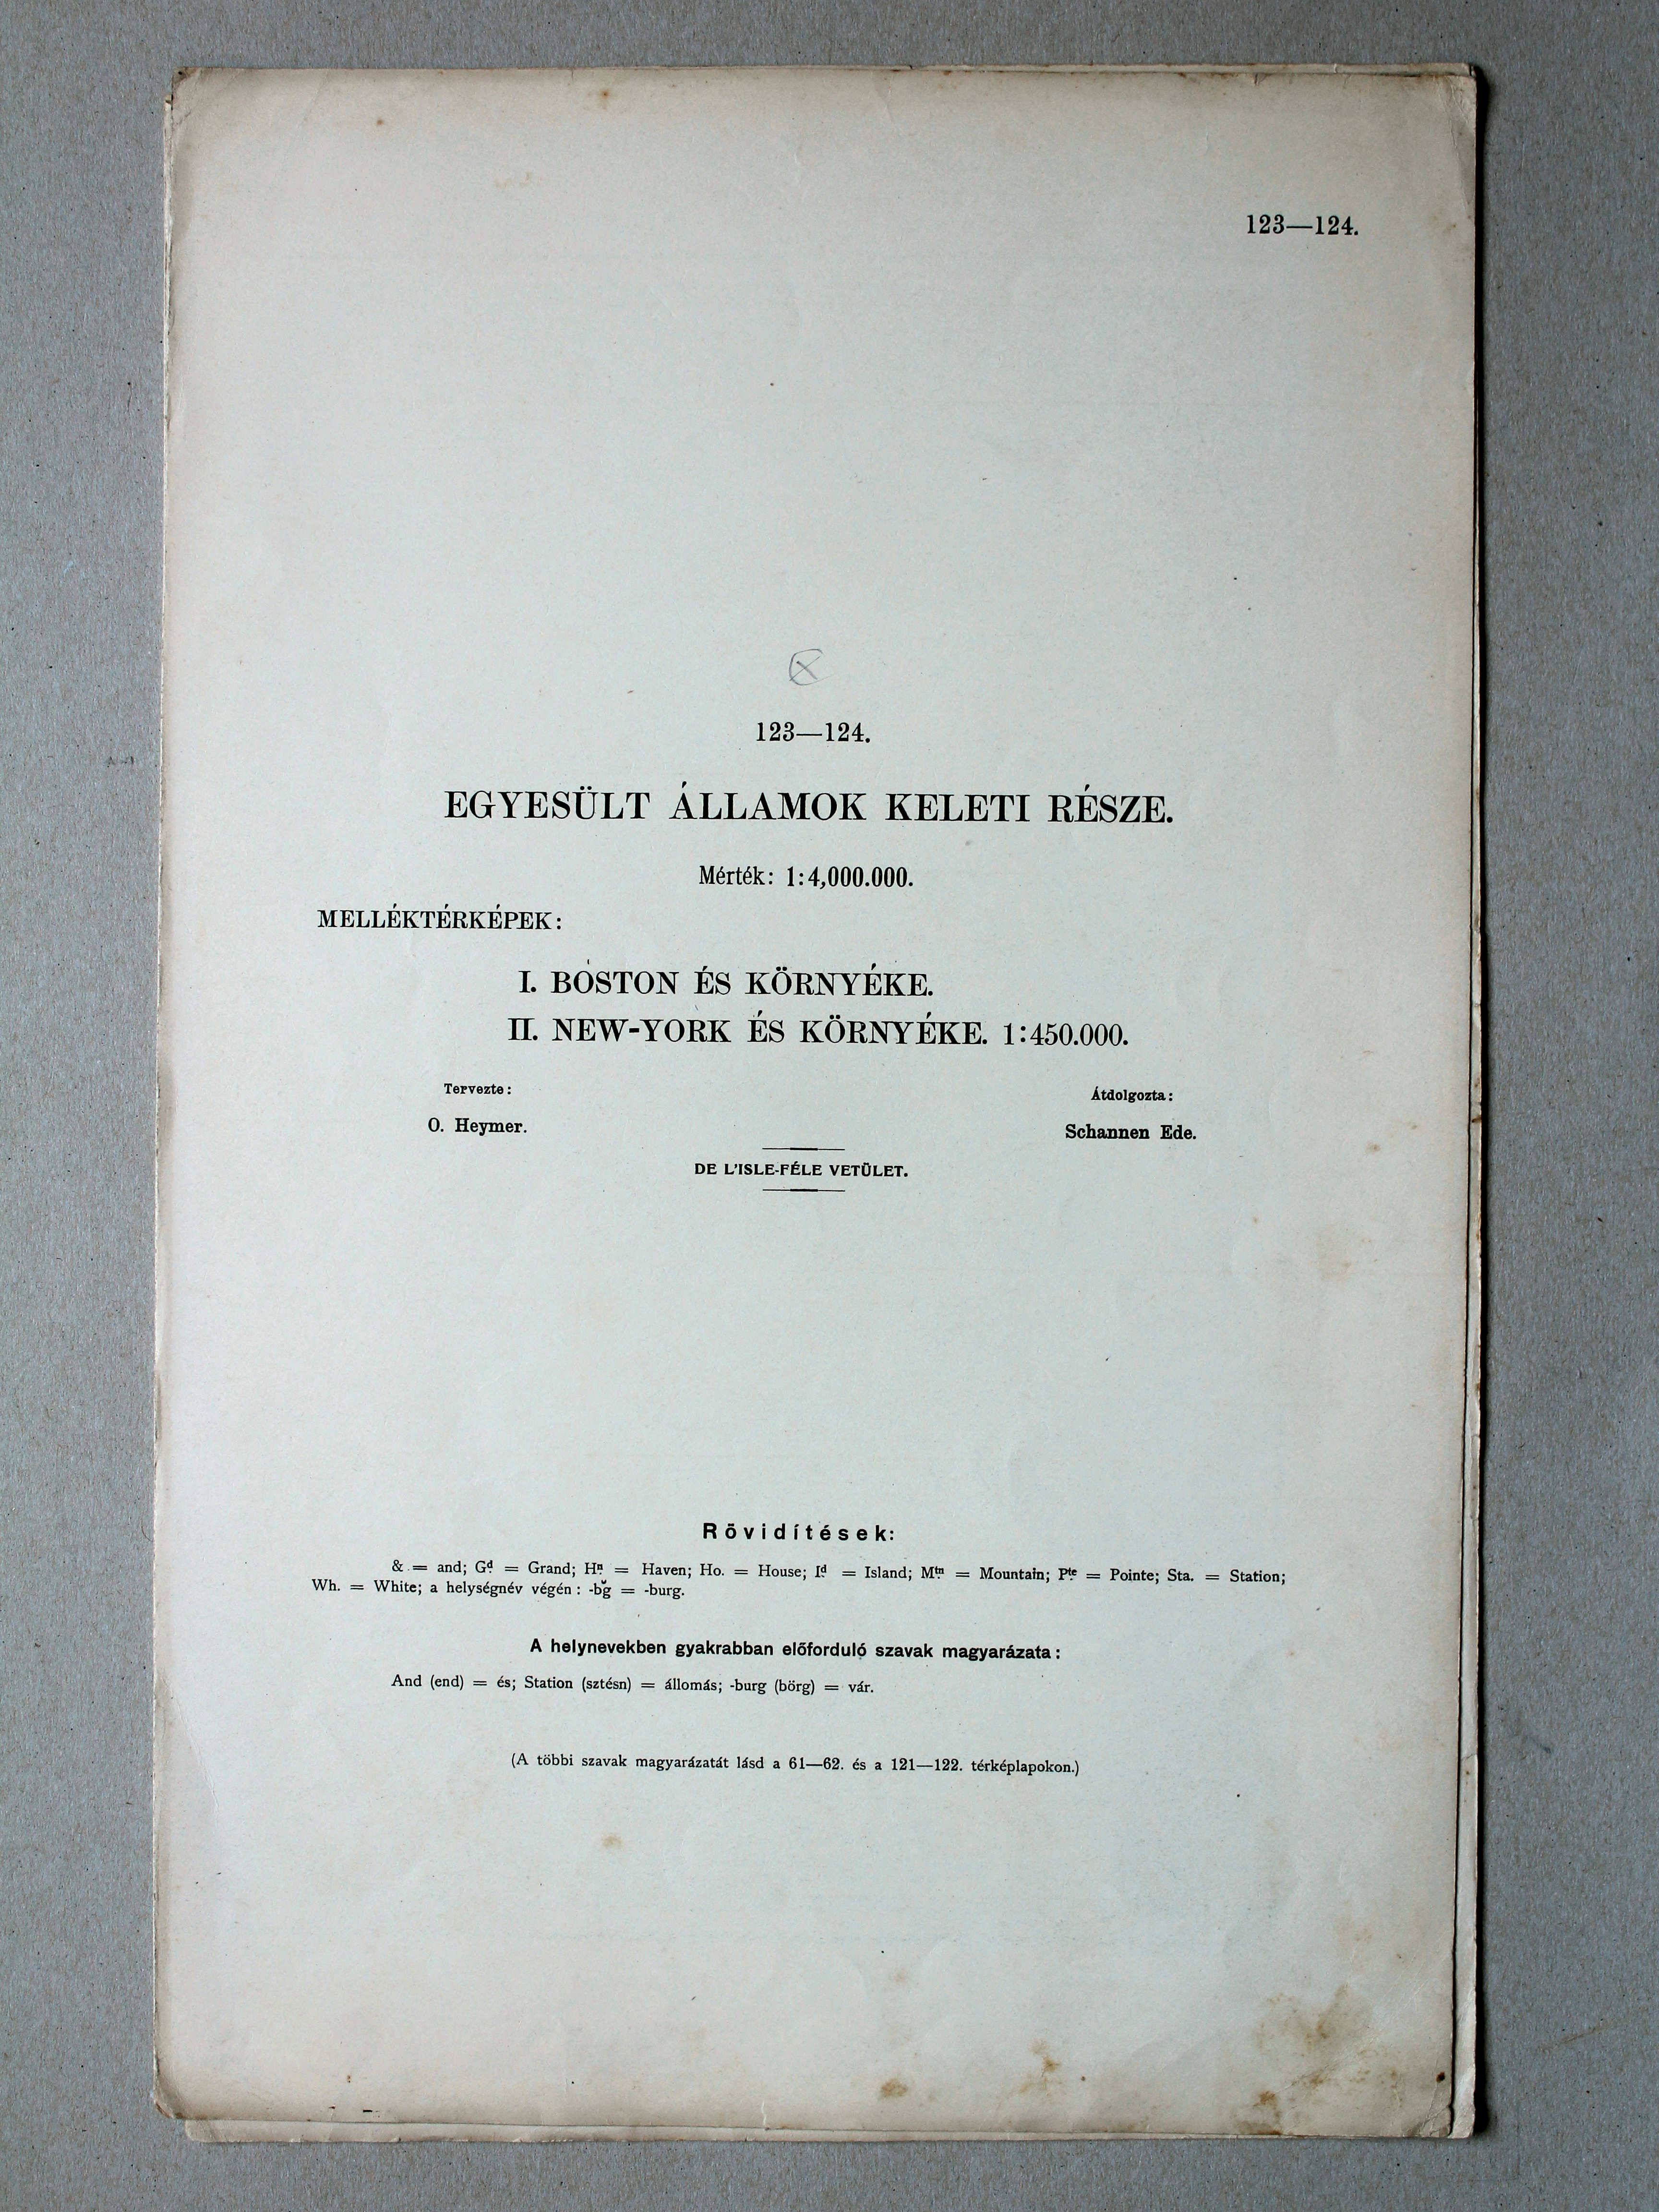 123—124.
123—124.
EGYESÜLT ÁLLAMOK KELETI RÉSZE.
Mérték: 1:4,000.000.
MELLÉKTÉRKÉPEK:
I. BOSTON ÉS KÖRNYÉKE.
II. NEW-YORK ÉS KÖRNYÉKE. 1:450.000.
Tervezte: Átdolgozta:
O. Heymer. Schannen Ede.
DE L'ISLE-FÉLE VETÜLET.
Rövidítések:
& = and; Gd = Grand; Hn = Haven; Ho. = House; Id = Island; Mtn = Mountain; Pte = Pointe; Sta. = Station;
Wh. = White; a helységnév végén: -bg̃ = -burg.
A helynevekben gyakrabban előforduló szavak magyarázata:
And (end) = és; Station (sztésn) = állomás; -burg (börg) = vár.
(A többi szavak magyarázatát lásd a 61—62. és a 121—122. térképlapokon.)